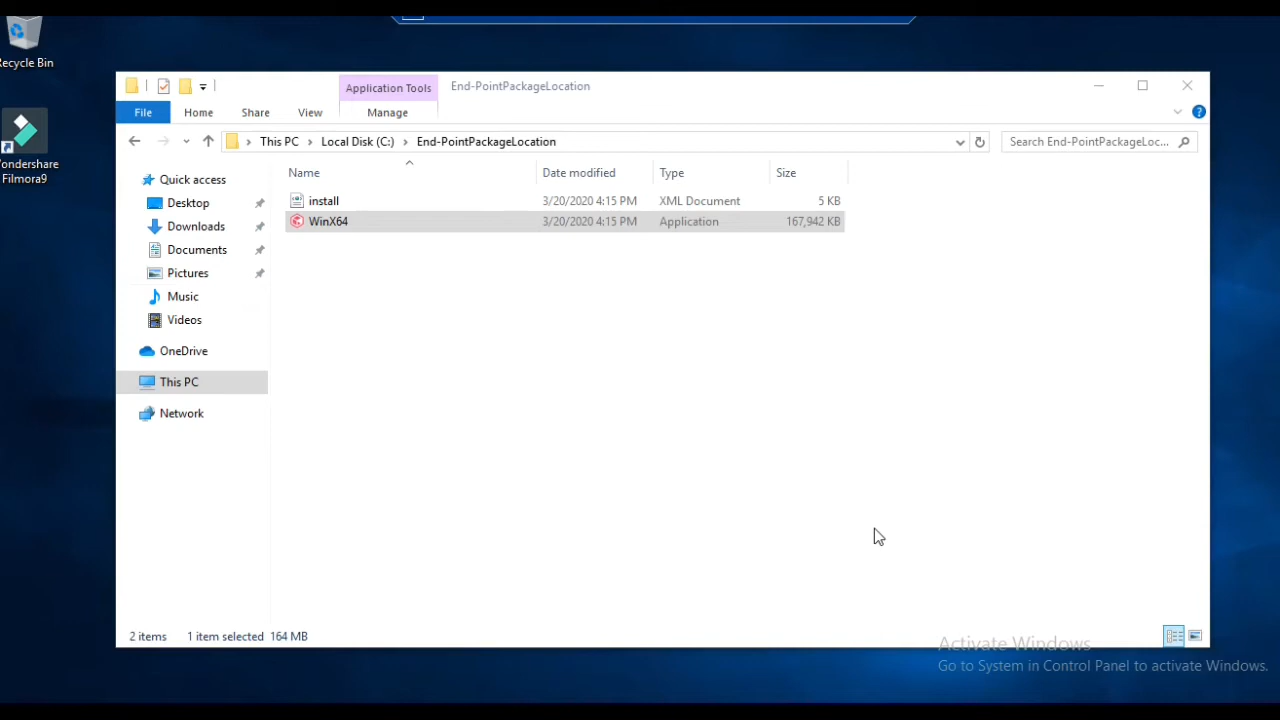 Recycle Bin
Wondershare
Filmora9
Application Tools
End-PointPackageLocation
File
Home
Share
View
Manage
This PC
Local Disk (C:)
End-PointPackageLocation
Search End-PointPackageLoc...
Name
Date modified
Type
Size
install
3/20/2020 4:15 PM
XML Document
5 KB
WinX64
3/20/2020 4:15 PM
Application
167,942 KB
Quick access
Desktop
Downloads
Documents
Pictures
Music
Videos
OneDrive
This PC
Network
2 items
1 item selected 164 MB
Activate Windows
Go to System in Control Panel to activate Windows.